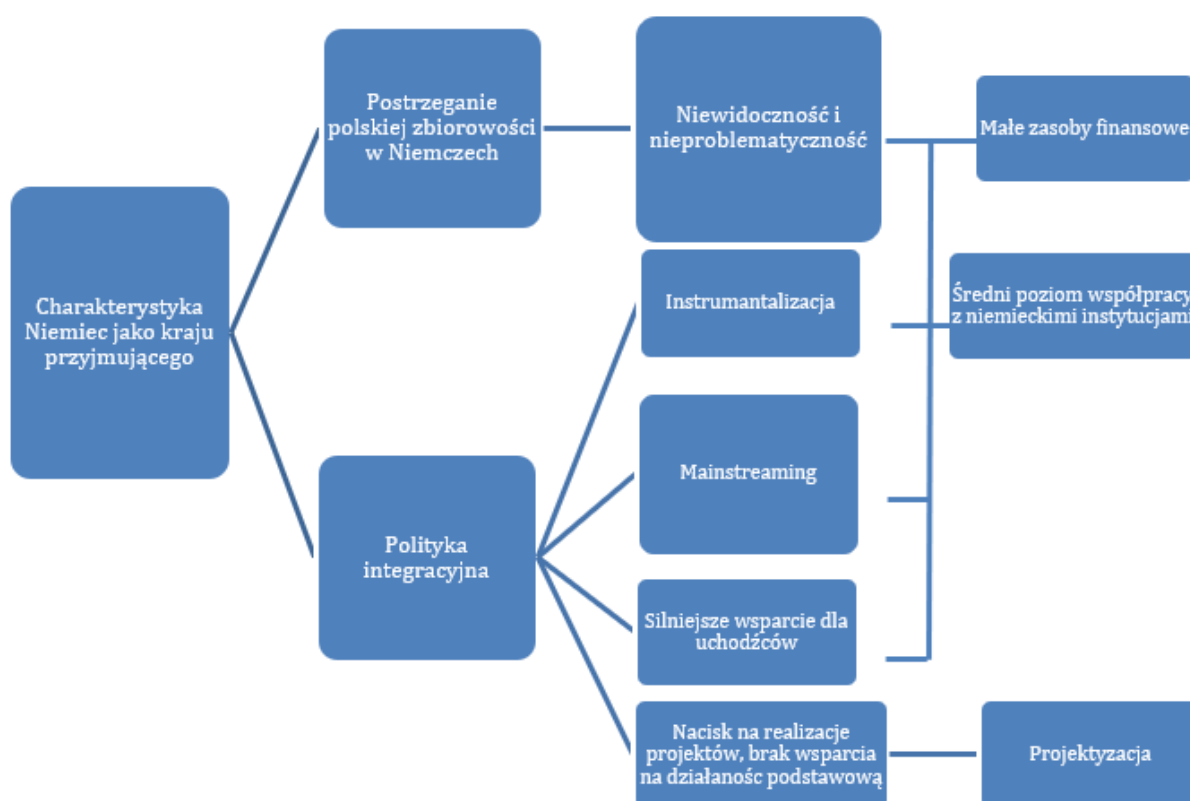 Postrzeganie
polskiej zbiorowości
w Niemczech
Niewidoczność i
nieproblematyczność
Małe zasoby finansowe
Charakterystyka
Niemiec jako kraju
przyjmującego
Instrumantalizacja
Średni poziom współpracy
z niemieckimi instytucjami
Mainstreaming
Polityka
integracyjna
Silniejsze wsparcie dla
uchodźców
Nacisk na realizacje
projektów, brak wsparcia
na działanośc podstawową
Projektyzacja